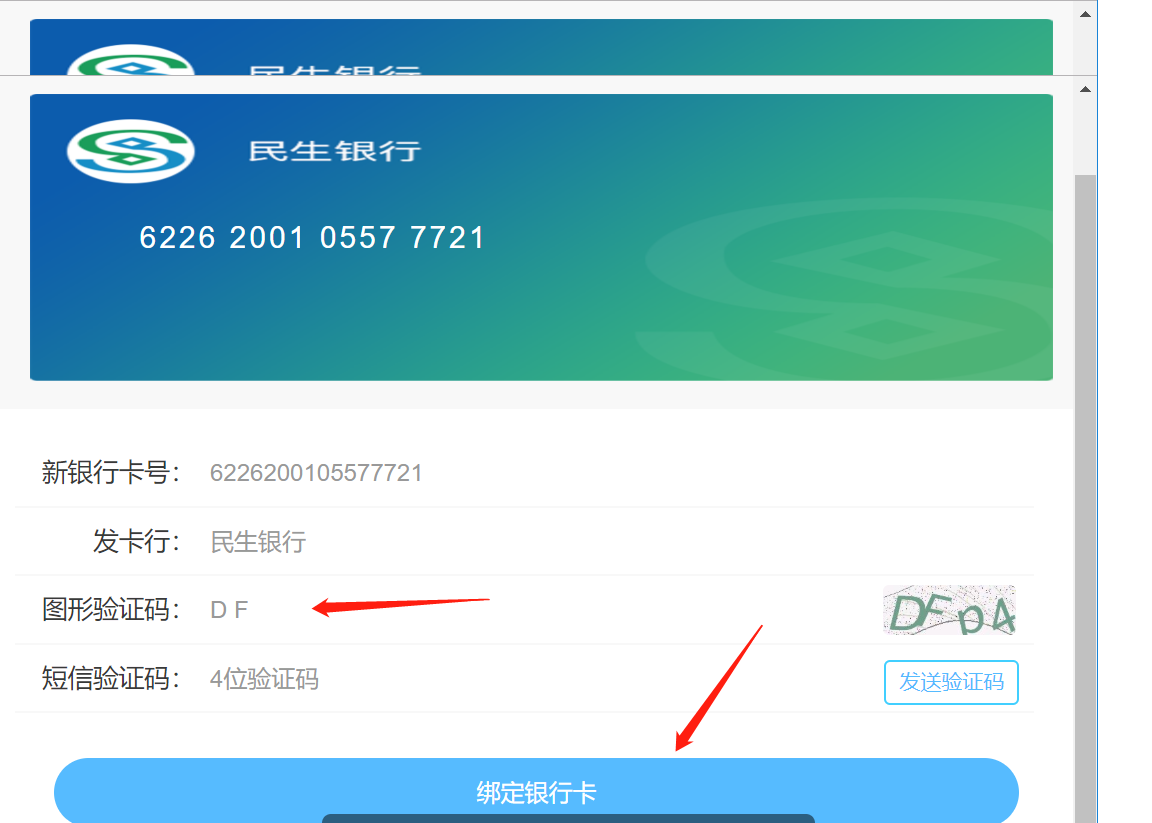 民生银行
民生银行
6226 2001 0557 7721
新银行卡号： 6226200105577721
发卡行： 民生银行
图形验证码： D F DFp4
短信验证码： 4位验证码 发送验证码
绑定银行卡